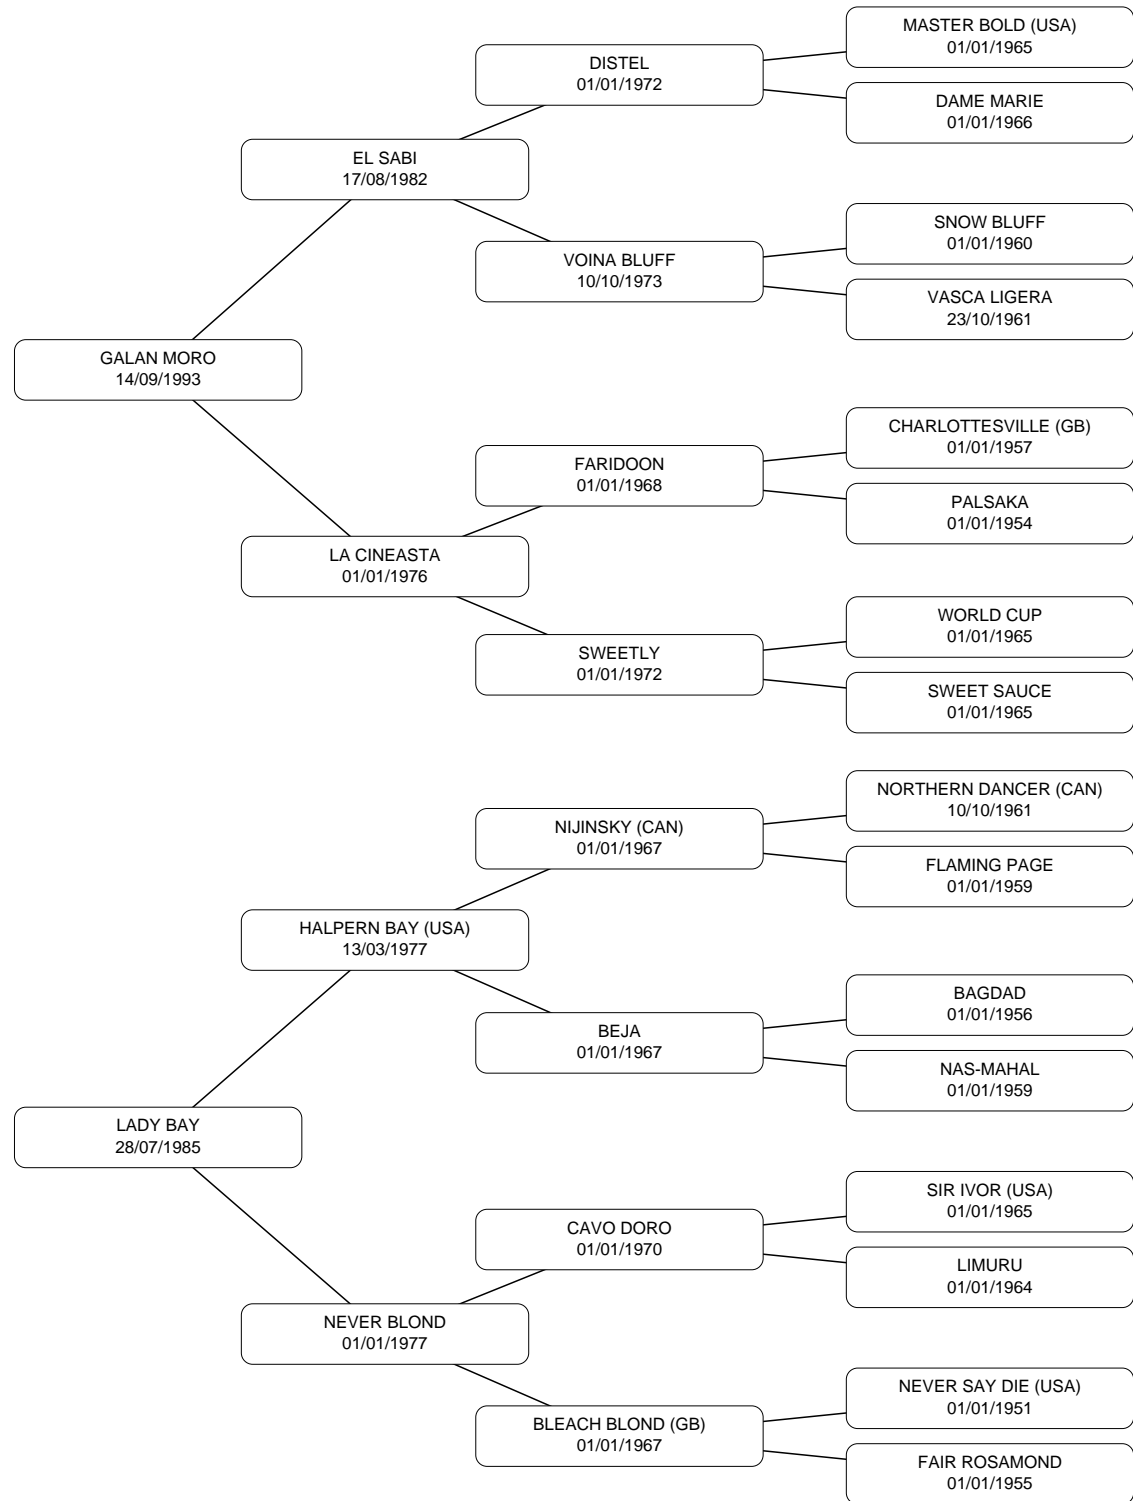 MASTER BOLD (USA)
01/01/1965
DISTEL
01/01/1972
DAME MARIE
01/01/1966
EL SABI
17/08/1982
SNOW BLUFF
01/01/1960
VOINA BLUFF
10/10/1973
VASCA LIGERA
23/10/1961
GALAN MORO
14/09/1993
CHARLOTTESVILLE (GB)
01/01/1957
FARIDOON
01/01/1968
PALSAKA
01/01/1954
LA CINEASTA
01/01/1976
WORLD CUP
01/01/1965
SWEETLY
01/01/1972
SWEET SAUCE
01/01/1965
NORTHERN DANCER (CAN)
10/10/1961
NIJINSKY (CAN)
01/01/1967
FLAMING PAGE
01/01/1959
HALPERN BAY (USA)
13/03/1977
BAGDAD
01/01/1956
BEJA
01/01/1967
NAS-MAHAL
01/01/1959
LADY BAY
28/07/1985
SIR IVOR (USA)
01/01/1965
CAVO DORO
01/01/1970
LIMURU
01/01/1964
NEVER BLOND
01/01/1977
NEVER SAY DIE (USA)
01/01/1951
BLEACH BLOND (GB)
01/01/1967
FAIR ROSAMOND
01/01/1955